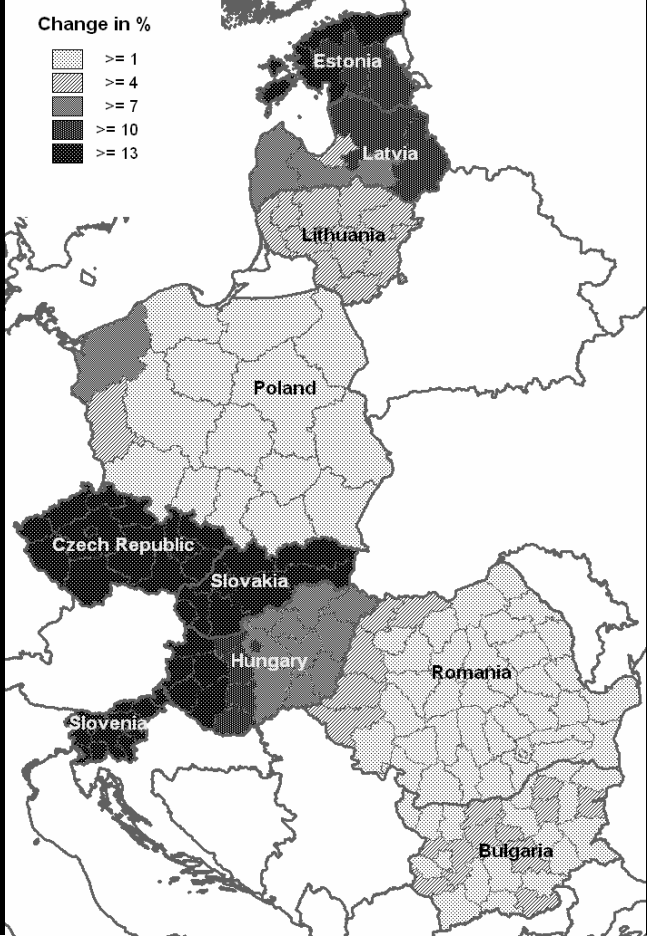 Change in %
>= 1
>= 4
>= 7
>= 10
>= 13
Estonia
Latvia
Lithuania
Poland
Czech Republic
Slovakia
Hungary
Romania
Slovenia
Bulgaria